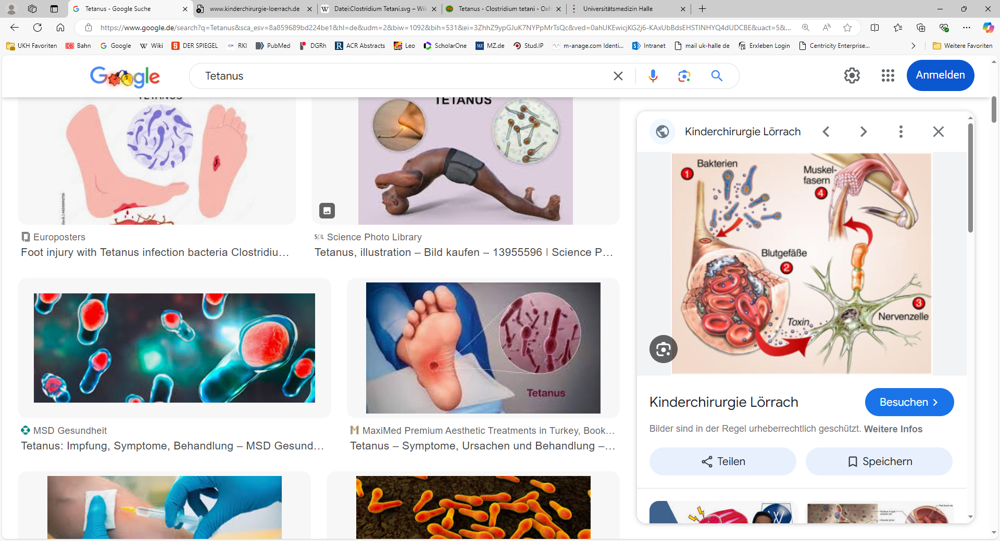 Tetanus - Google Suche
www.kinderchirurgie-loerrach.de
Datei:Clostridium Tetani.svg – Wik
Tetanus - Clostridium tetani - Oxf
Universitätsmedizin Halle
https://www.google.de/search?q=Tetanus&sca_esv=8a859689bd224be1&hl=de&udm=2&biw=1092&bih=531&ei=3ZhhZ9ypGJuK7NYPpMrTsQc&ved=0ahUKEwicjKG2j6-KAxUbBdsEHSTINHYQ4dUDCBE&uact=5&...
UKH Favoriten
DB Bahn
Google
Wiki
DER SPIEGEL
RKI
PubMed
DGRh
ACR Abstracts
Leo
ScholarOne
MZ MZ.de
Stud.IP
m-anage.com Identi...
Intranet
mail uk-halle.de
Erxleben Login
Centricity Enterprise...
Weitere Favoriten
Google
Tetanus
Anmelden
TETANUS
TETANUS
Europosters
Foot injury with Tetanus infection bacteria Clostridiu...
SPL Science Photo Library
Tetanus, illustration – Bild kaufen – 13955596 | Science P...
Tetanus
MSD Gesundheit
Tetanus: Impfung, Symptome, Behandlung – MSD Gesund...
MaxiMed Premium Aesthetic Treatments in Turkey, Book...
Tetanus – Symptome, Ursachen und Behandlung –...
Kinderchirurgie Lörrach
1
Bakterien
Muskel-
fasern
4
Blutgefäße
2
3
Nervenzelle
Toxin
Kinderchirurgie Lörrach
Besuchen
Bilder sind in der Regel urheberrechtlich geschützt. Weitere Infos
Teilen
Speichern